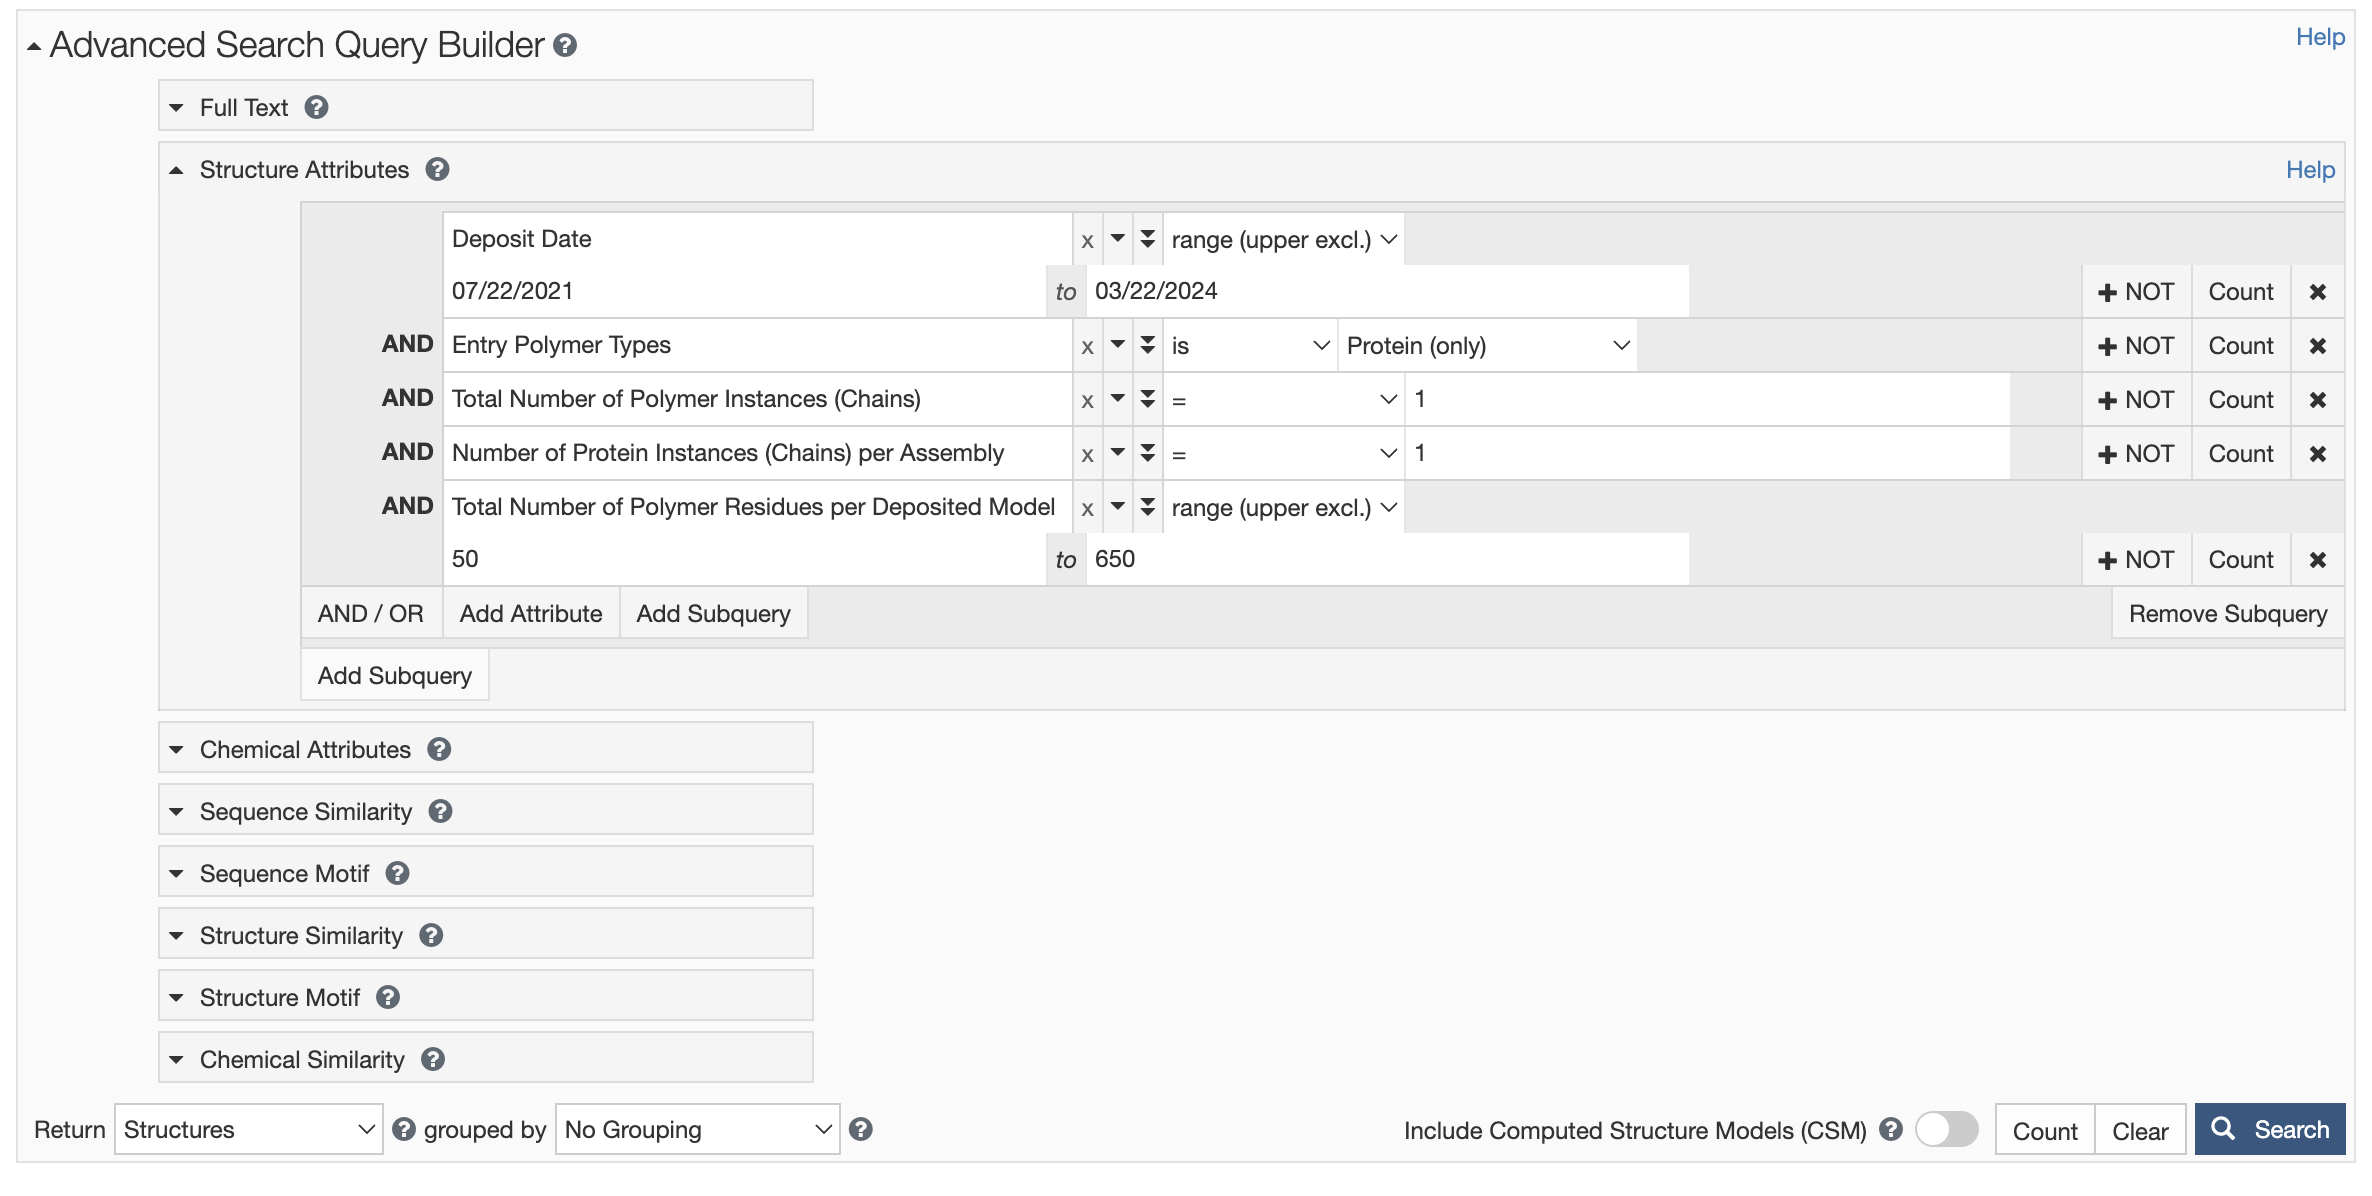 Advanced Search Query Builder ? Help
Full Text ?
Structure Attributes ? Help
Deposit Date x range (upper excl.)
07/22/2021 to 03/22/2024 + NOT Count ✖
AND Entry Polymer Types x is Protein (only) + NOT Count ✖
AND Total Number of Polymer Instances (Chains) x = 1 + NOT Count ✖
AND Number of Protein Instances (Chains) per Assembly x = 1 + NOT Count ✖
AND Total Number of Polymer Residues per Deposited Model x range (upper excl.)
50 to 650 + NOT Count ✖
AND / OR Add Attribute Add Subquery Remove Subquery
Add Subquery
Chemical Attributes ?
Sequence Similarity ?
Sequence Motif ?
Structure Similarity ?
Structure Motif ?
Chemical Similarity ?
Return Structures ? grouped by No Grouping ? Include Computed Structure Models (CSM) ? Count Clear Search